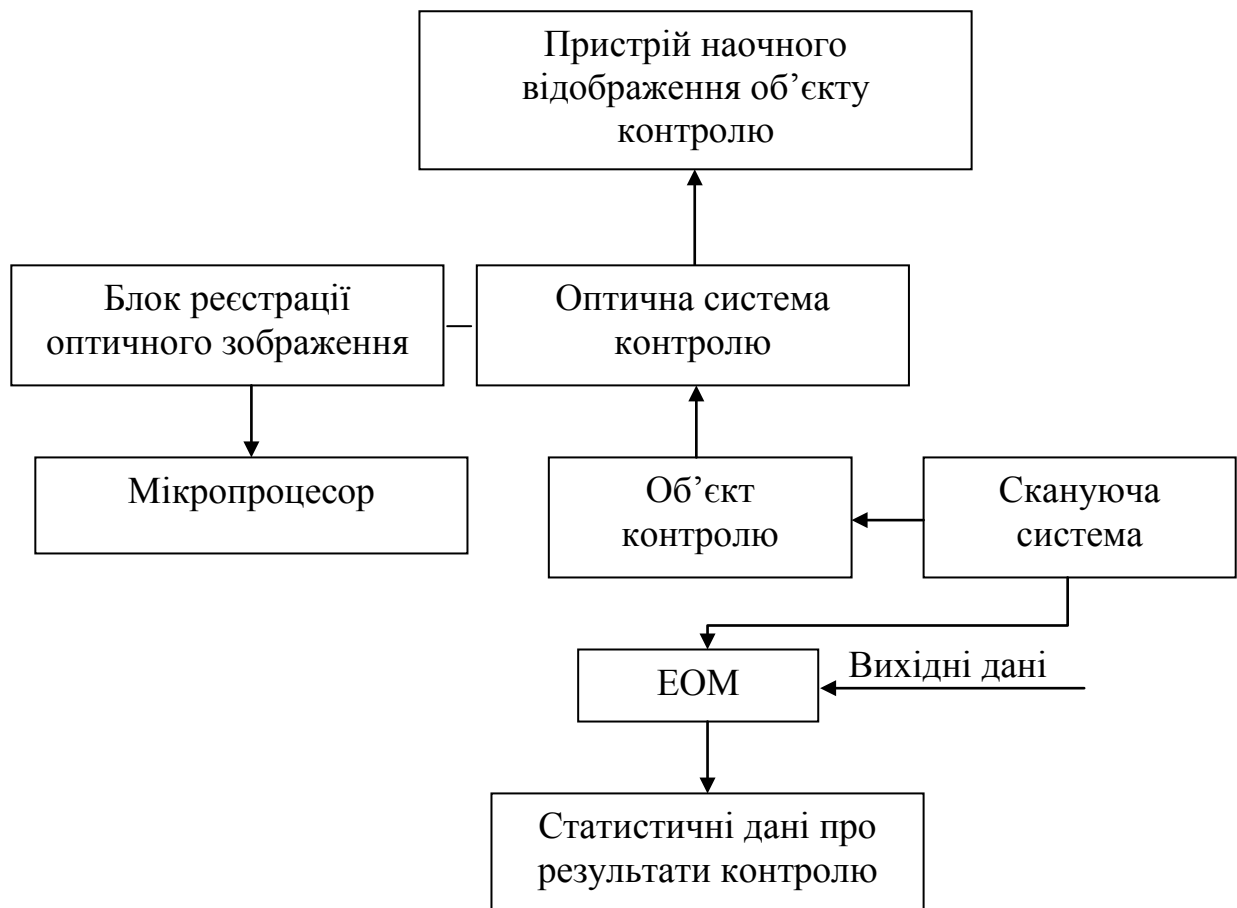 Пристрій наочного
відображення об’єкту
контролю
Блок реєстрації
оптичного зображення
Оптична система
контролю
Мікропроцесор
Об’єкт
контролю
Скануюча
система
ЕОМ
Вихідні дані
Статистичні дані про
результати контролю